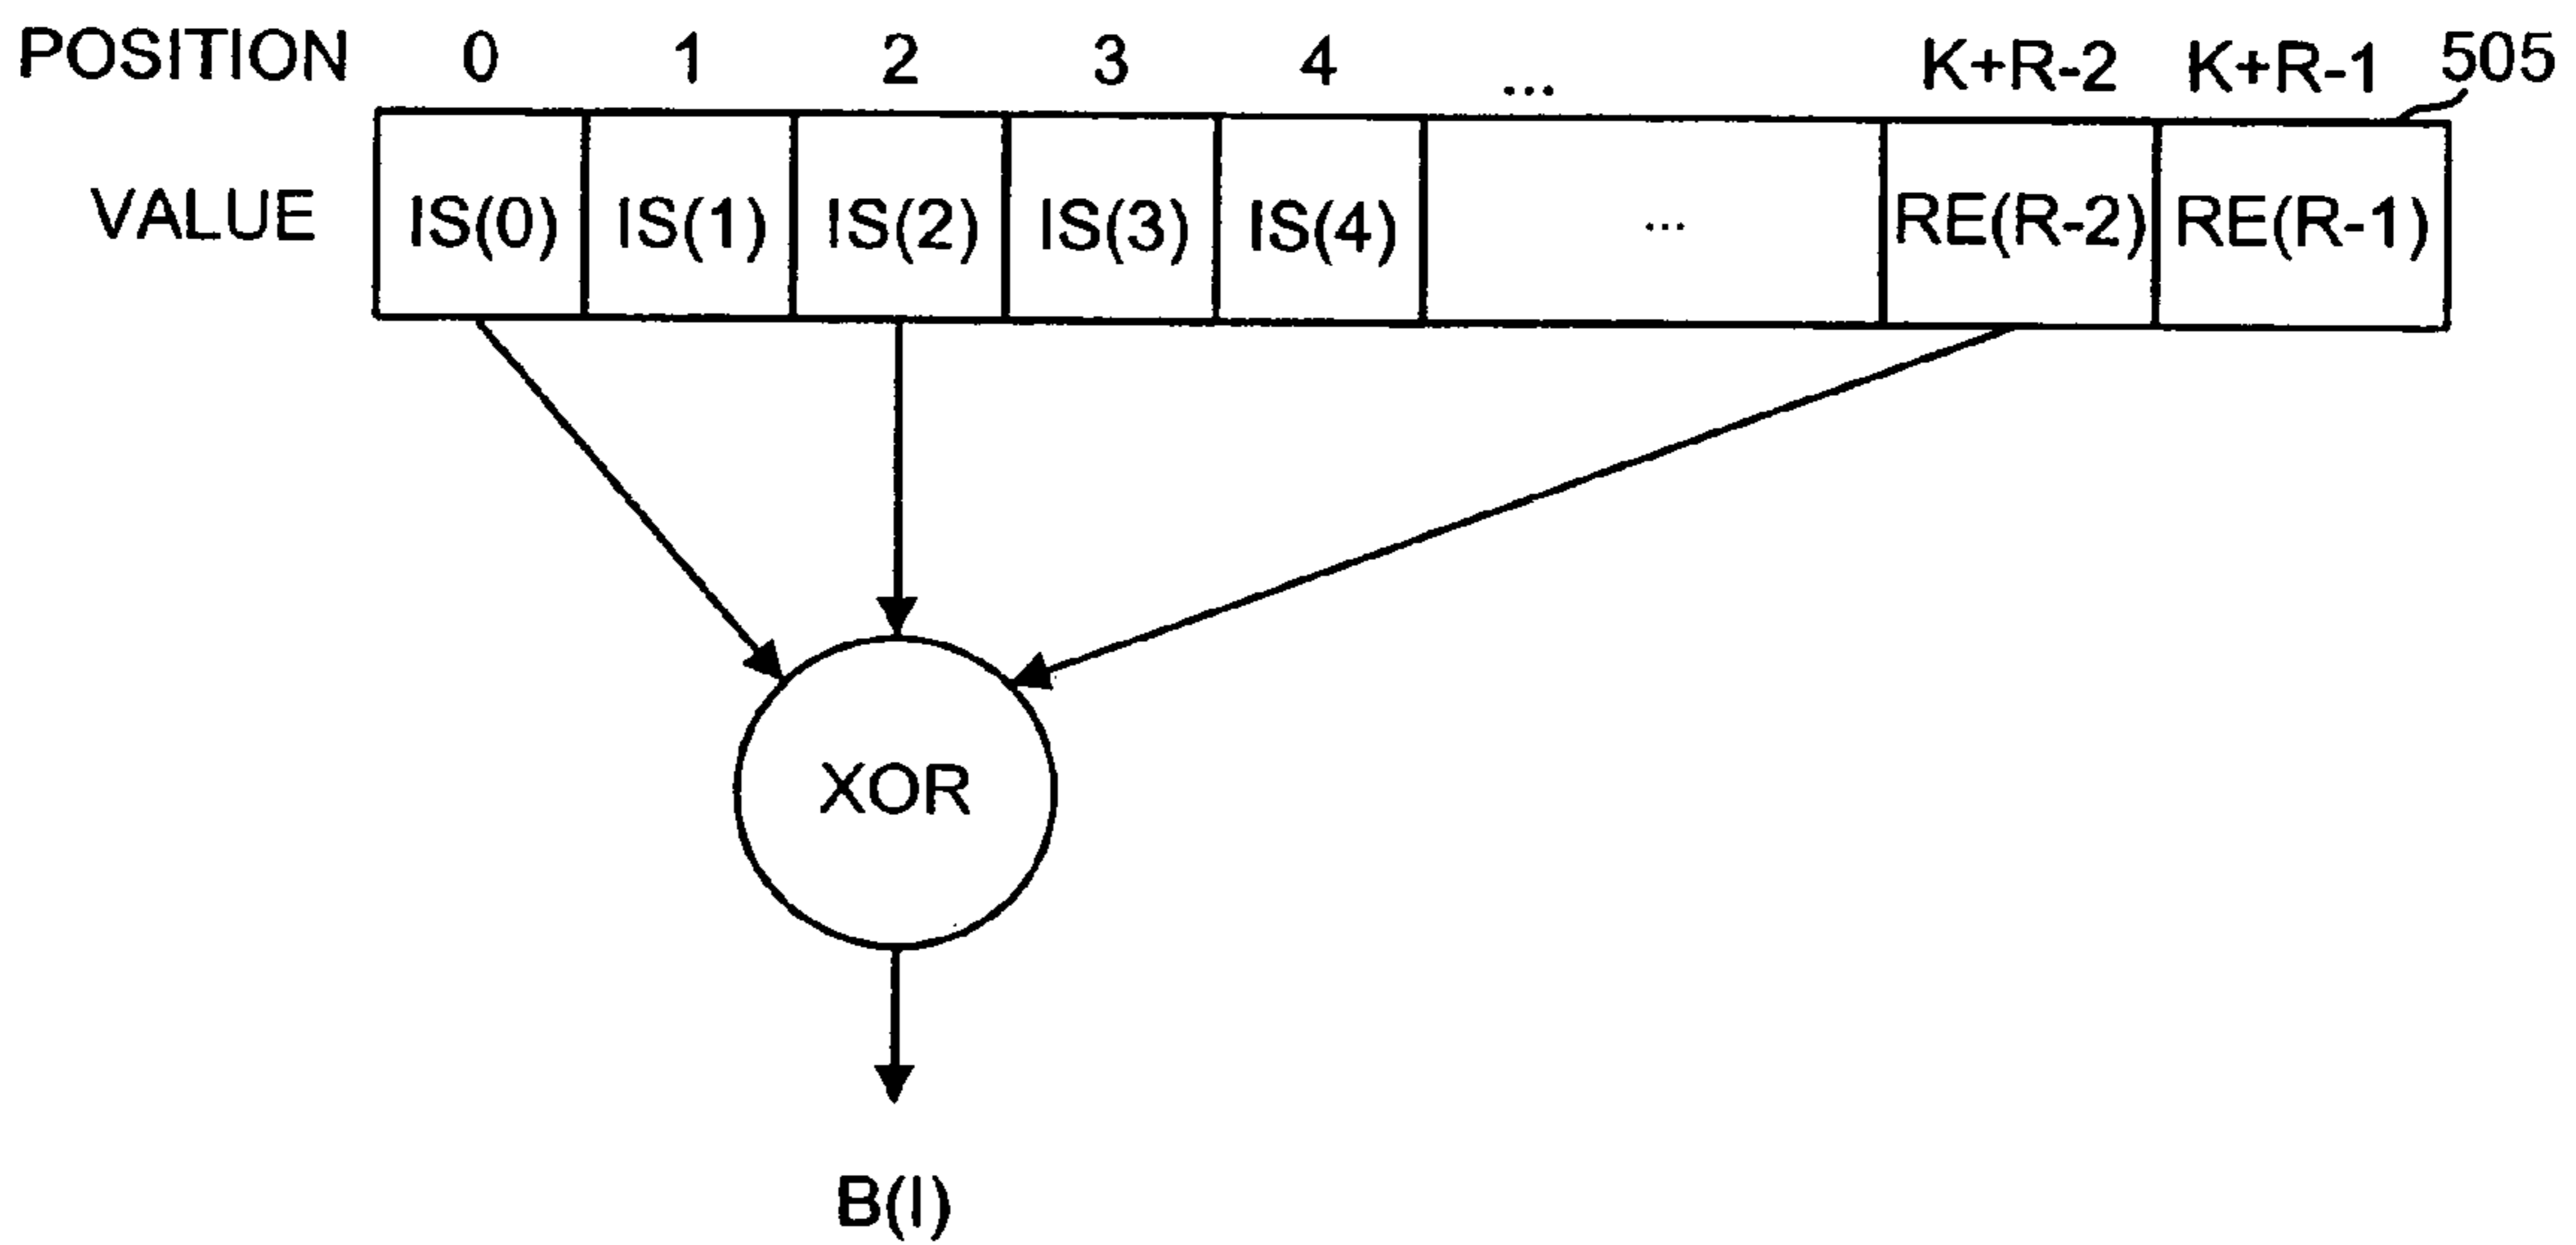 POSITION 0 1 2 3 4 ... K+R-2 K+R-1 505
VALUE IS(0) IS(1) IS(2) IS(3) IS(4) ... RE(R-2) RE(R-1)
XOR
B(I)